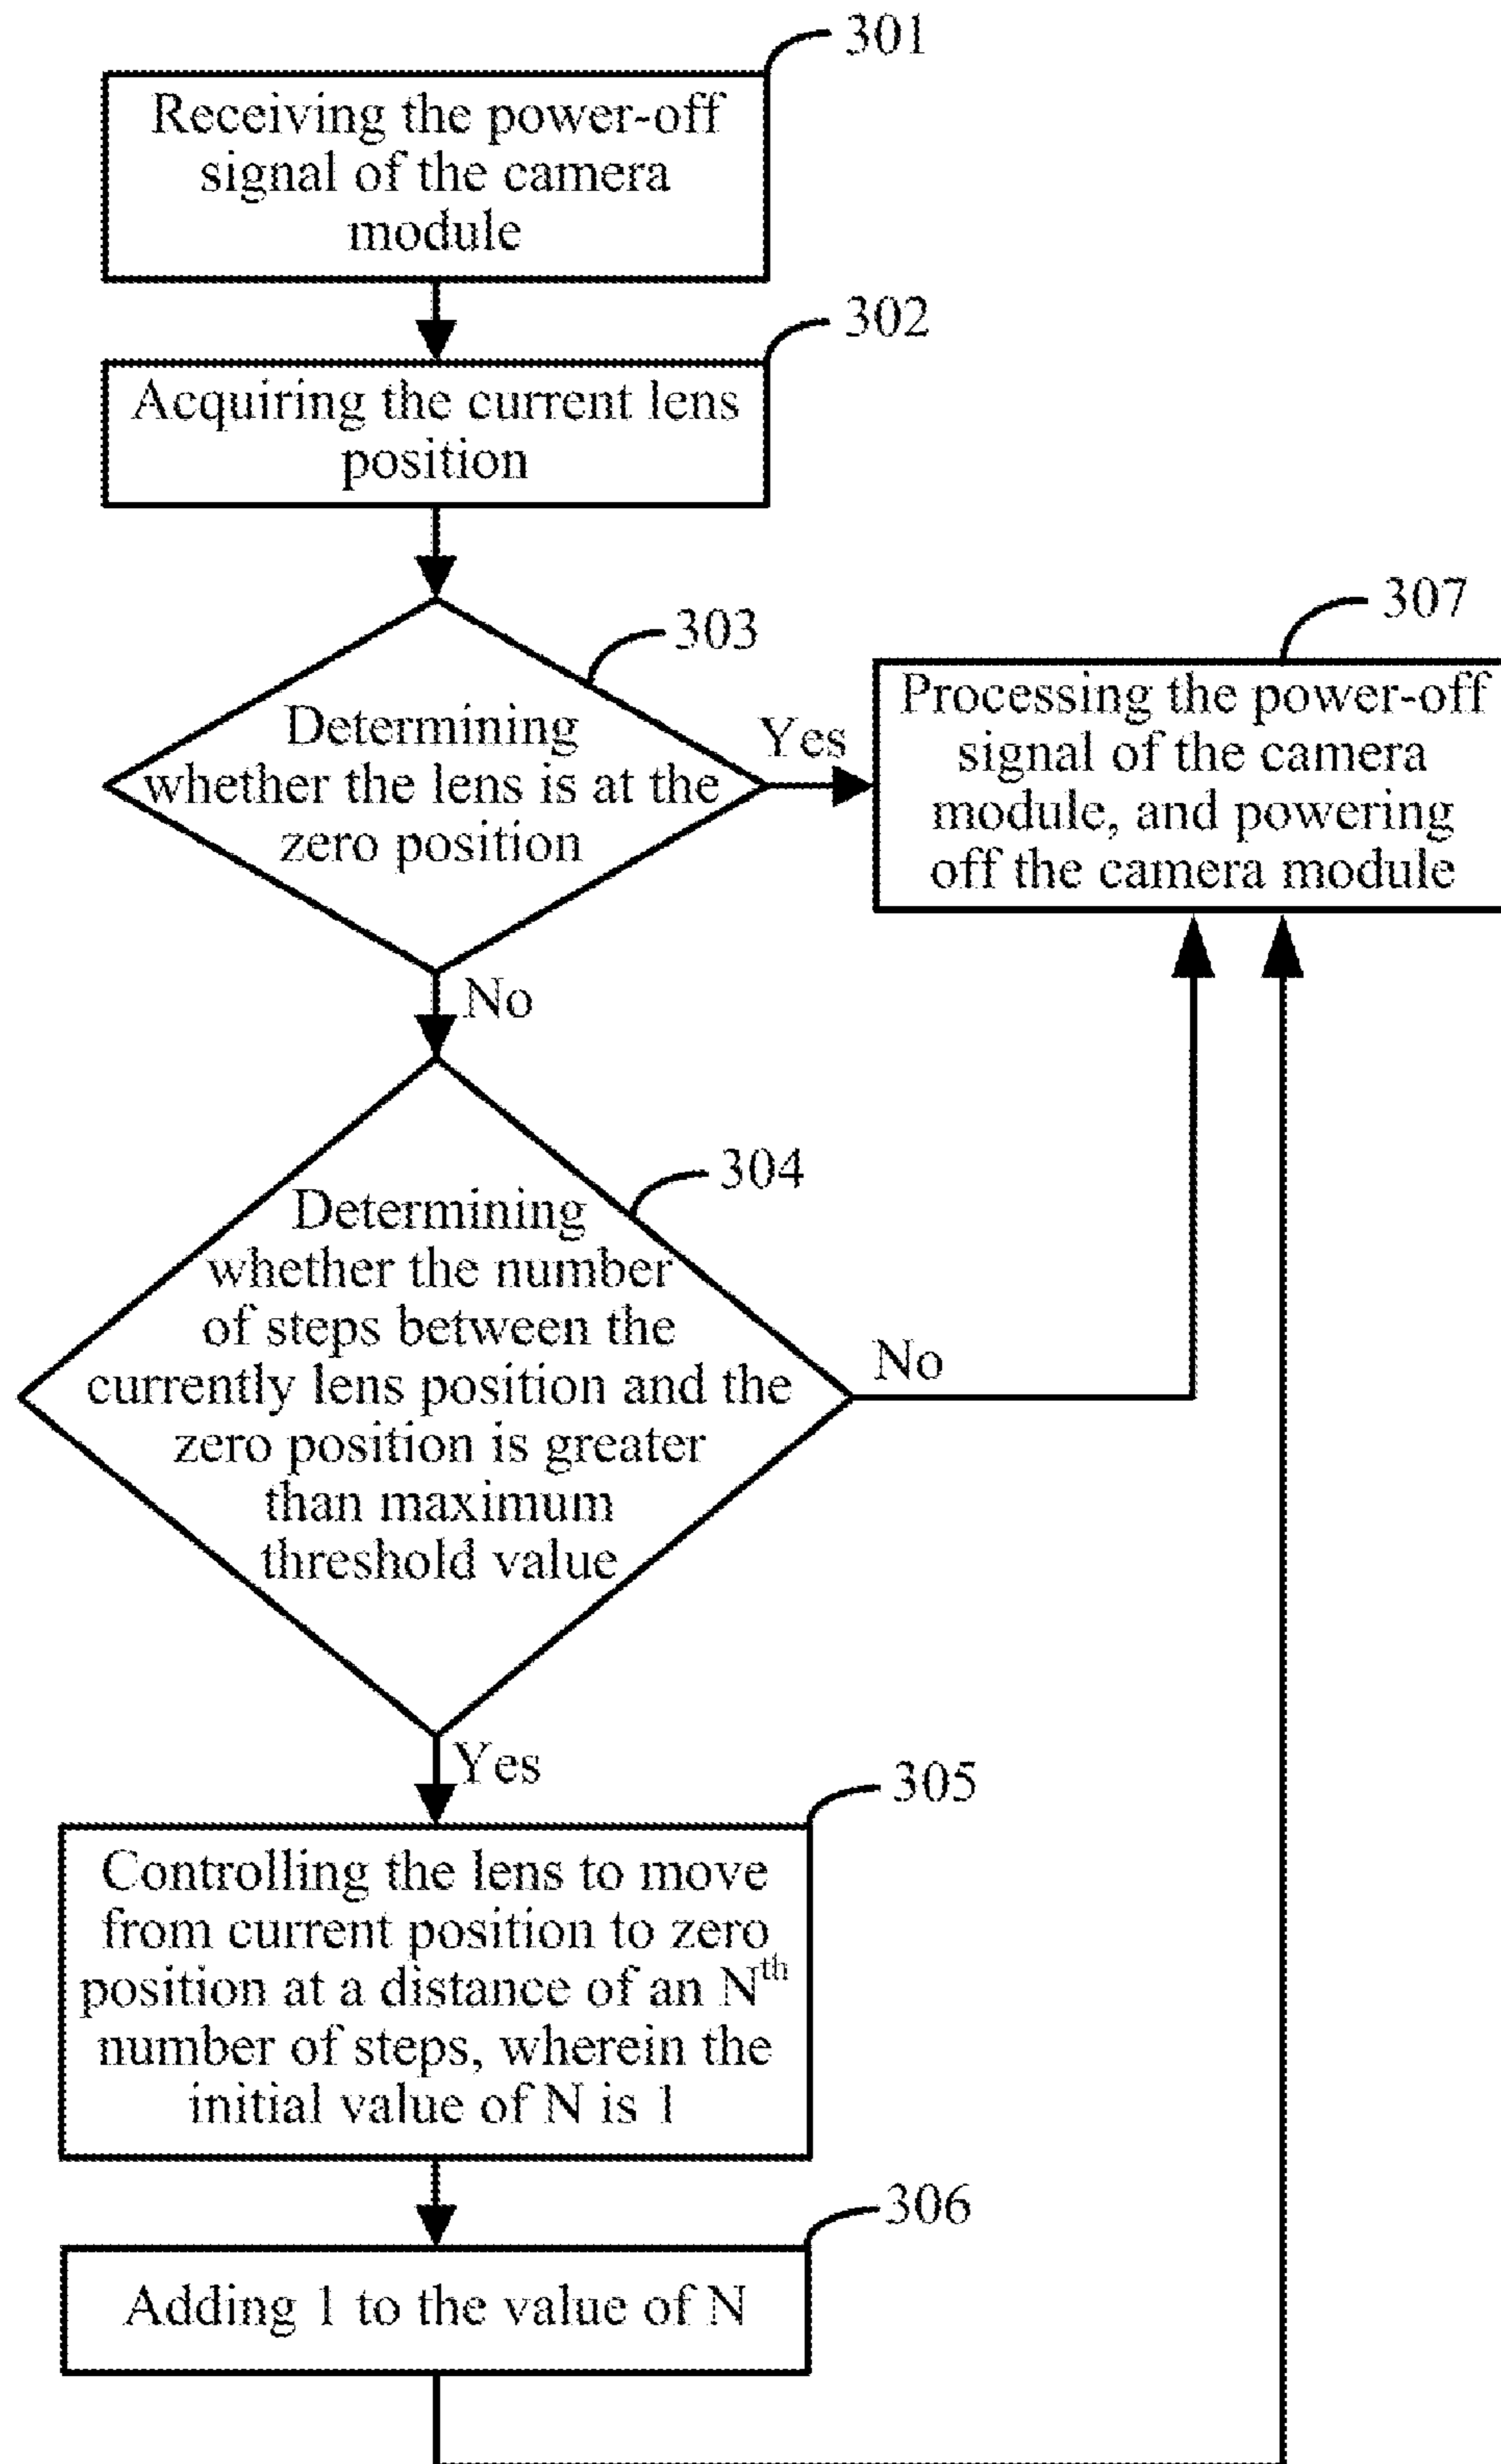 301
Receiving the power-off
signal of the camera
module
302
Acquiring the current lens
position
303
Determining
whether the lens is at the
zero position
Yes
307
Processing the power-off
signal of the camera
module, and powering
off the camera module
No
304
Determining
whether the number
of steps between the
currently lens position and the
zero position is greater
than maximum
threshold value
No
Yes
305
Controlling the lens to move
from current position to zero
position at a distance of an Nth
number of steps, wherein the
initial value of N is 1
306
Adding 1 to the value of N